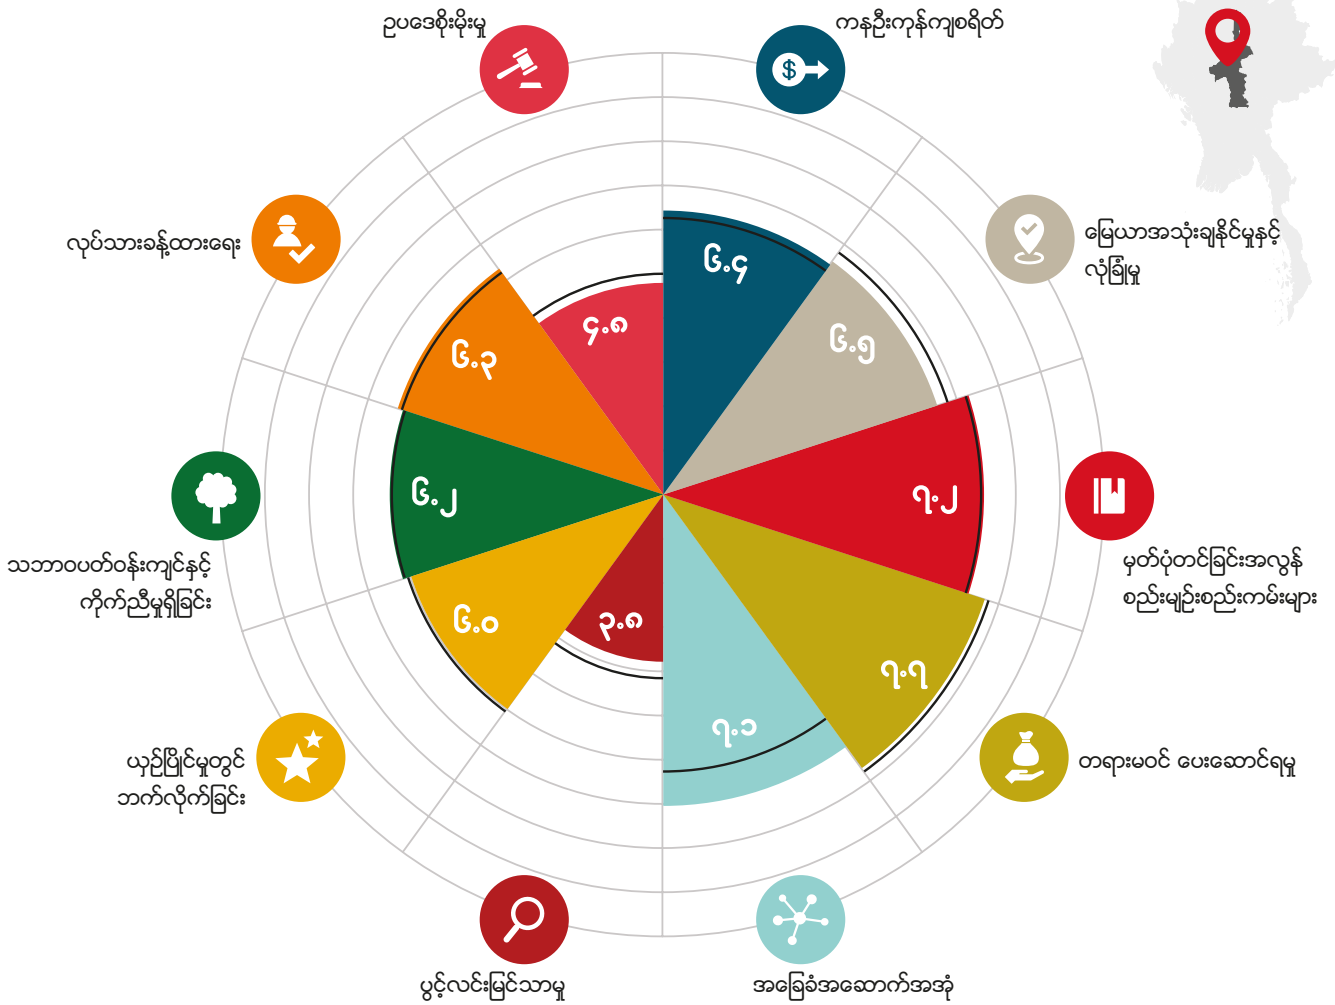 ဥပဒေစိုးမိုးမှု
ကနဦးကုန်ကျစရိတ်
$
မြေယာအသုံးချနိုင်မှုနှင့်
လုံခြုံမှု
လုပ်သားခန့်ထားရေး
၄.၈
၆.၄
၆.၅
၆.၃
၆.၂
၇.၂
သဘာဝပတ်ဝန်းကျင်နှင့်
ကိုက်ညီမှုရှိခြင်း
မှတ်ပုံတင်ခြင်းအလွန်
စည်းမျဉ်းစည်းကမ်းများ
၆.၀
၃.၈
၇.၇
၇.၁
ယှဉ်ပြိုင်မှုတွင်
ဘက်လိုက်ခြင်း
တရားမဝင် ပေးဆောင်ရမှု
ပွင့်လင်းမြင်သာမှု
အခြေခံအဆောက်အအုံ